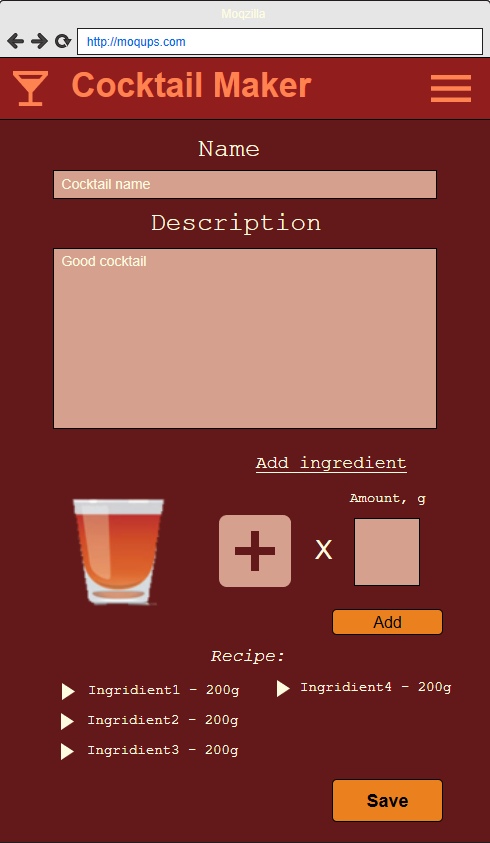 Moqzilla
http://moqups.com
Cocktail Maker
Name
Cocktail name
Description
Good cocktail
Add ingredient
Amount, g
X
Add
Recipe:
Ingridient1 - 200g
Ingridient4 - 200g
Ingridient2 - 200g
Ingridient3 - 200g
Save